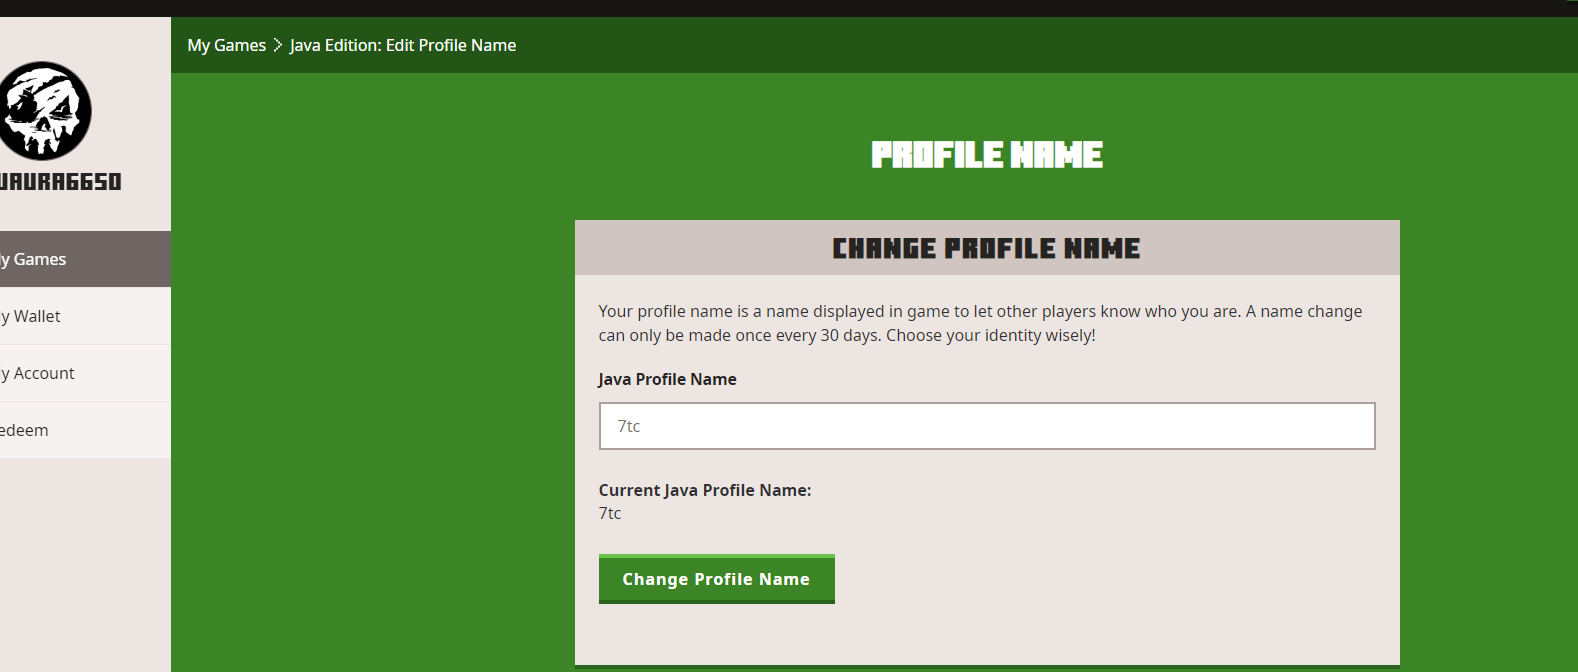 My Games > Java Edition: Edit Profile Name
PROFILE NAME
CHANGE PROFILE NAME
Your profile name is a name displayed in game to let other players know who you are. A name change
can only be made once every 30 days. Choose your identity wisely!
Java Profile Name
7tc
Current Java Profile Name:
7tc
Change Profile Name
UAURA6650
y Games
y Wallet
y Account
edeem